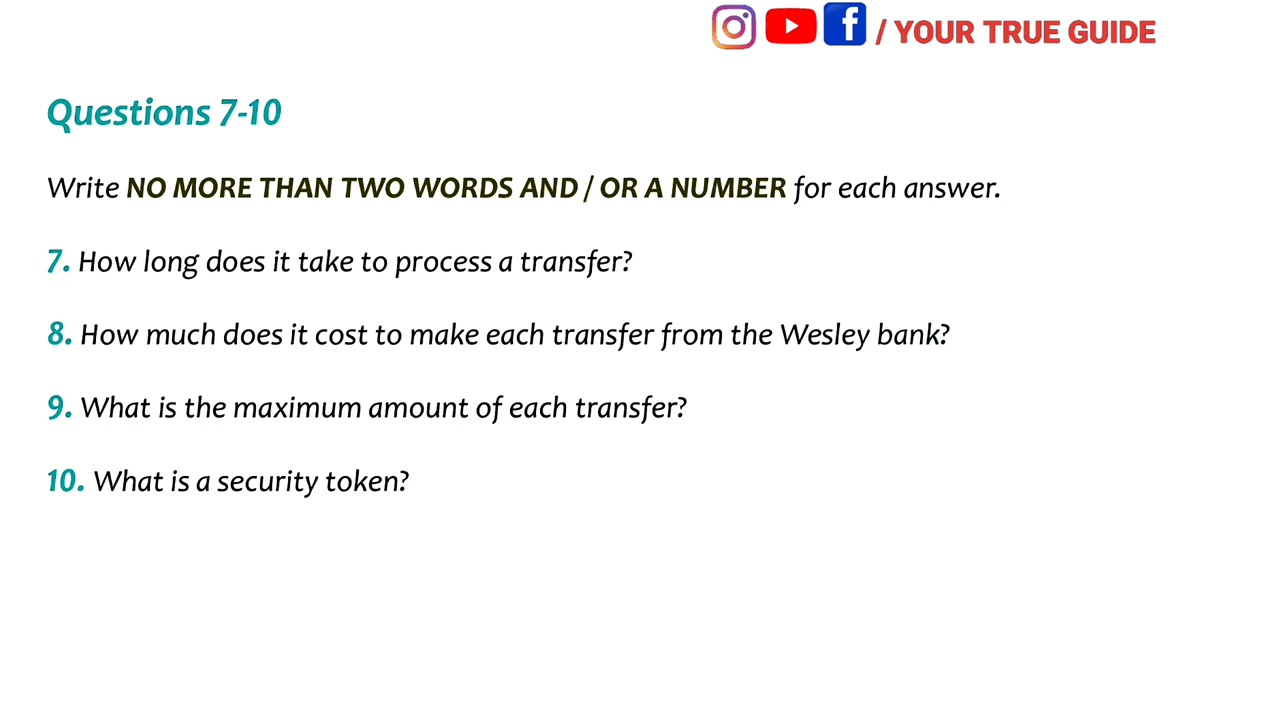 / YOUR TRUE GUIDE
Questions 7-10
Write NO MORE THAN TWO WORDS AND / OR A NUMBER for each answer.
7. How long does it take to process a transfer?
8. How much does it cost to make each transfer from the Wesley bank?
9. What is the maximum amount of each transfer?
10. What is a security token?